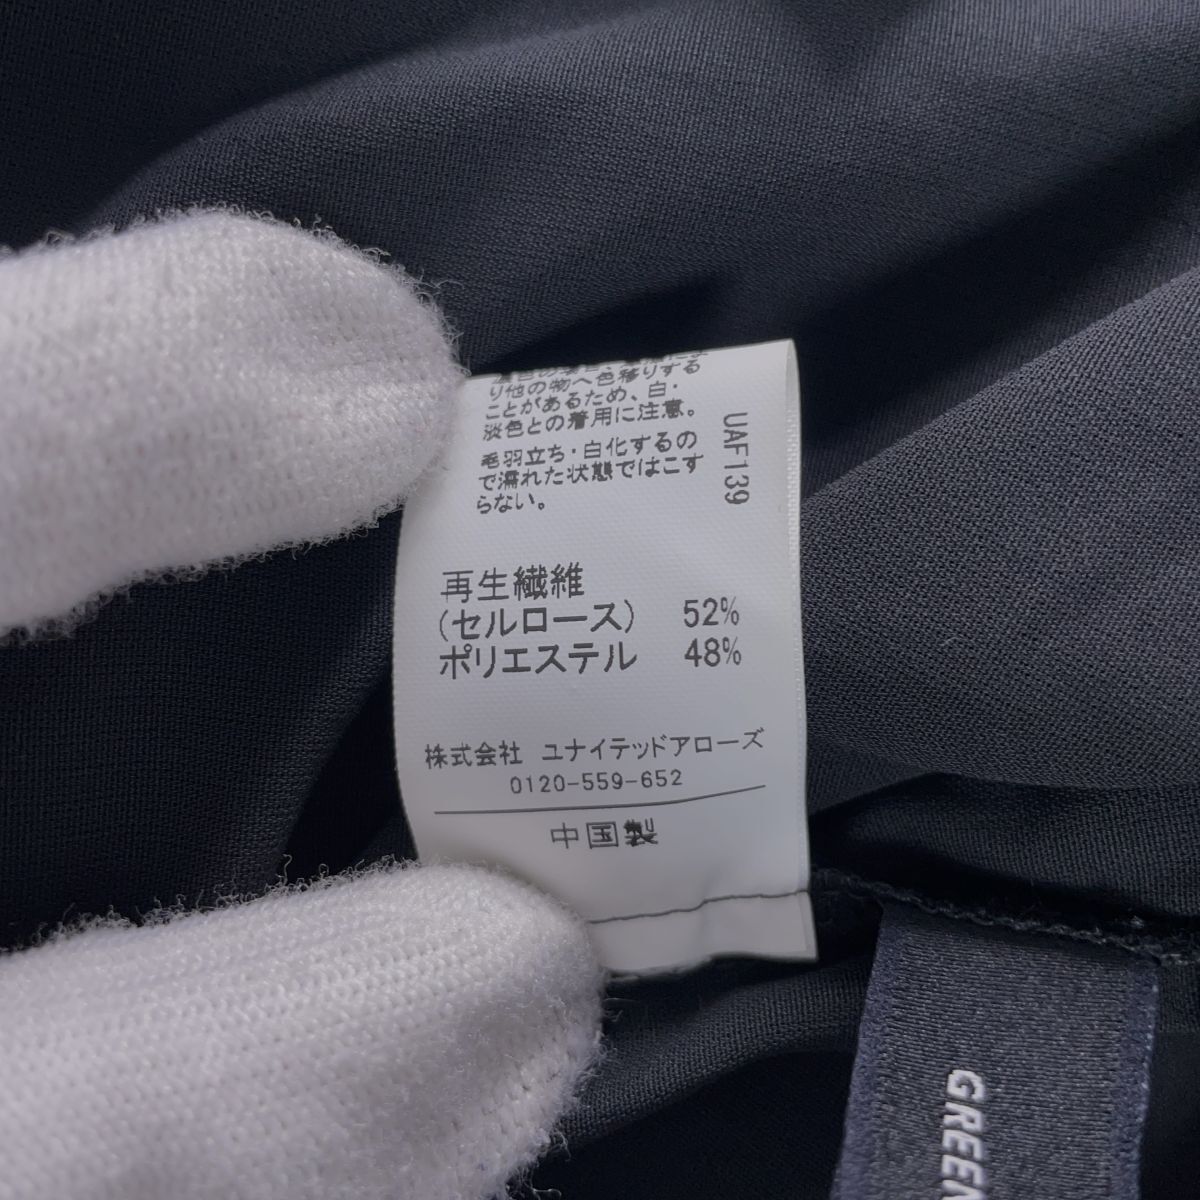 り他の物へ色移りする
ことがあるため、白・
淡色との着用に注意。
毛羽立ち・白化するの
で濡れた状態ではこす
らない。
UAF139
再生繊維
(セルロース) 52%
ポリエステル 48%
株式会社 ユナイテッドアローズ
0120-559-652
中国製
GREEN